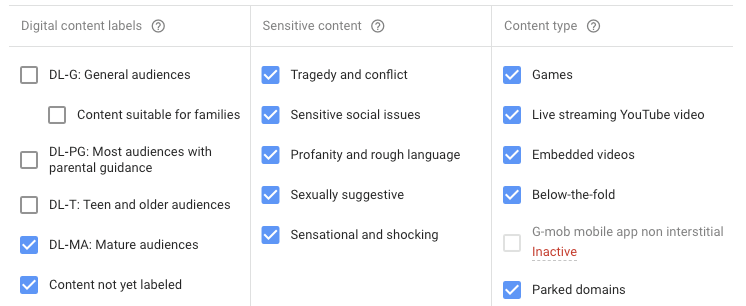 Digital content labels
Sensitive content
Content type
DL-G: General audiences
Content suitable for families
DL-PG: Most audiences with
parental guidance
DL-T: Teen and older audiences
DL-MA: Mature audiences
Content not yet labeled
Tragedy and conflict
Sensitive social issues
Profanity and rough language
Sexually suggestive
Sensational and shocking
Games
Live streaming YouTube video
Embedded videos
Below-the-fold
G-mob mobile app non interstitial
Inactive
Parked domains